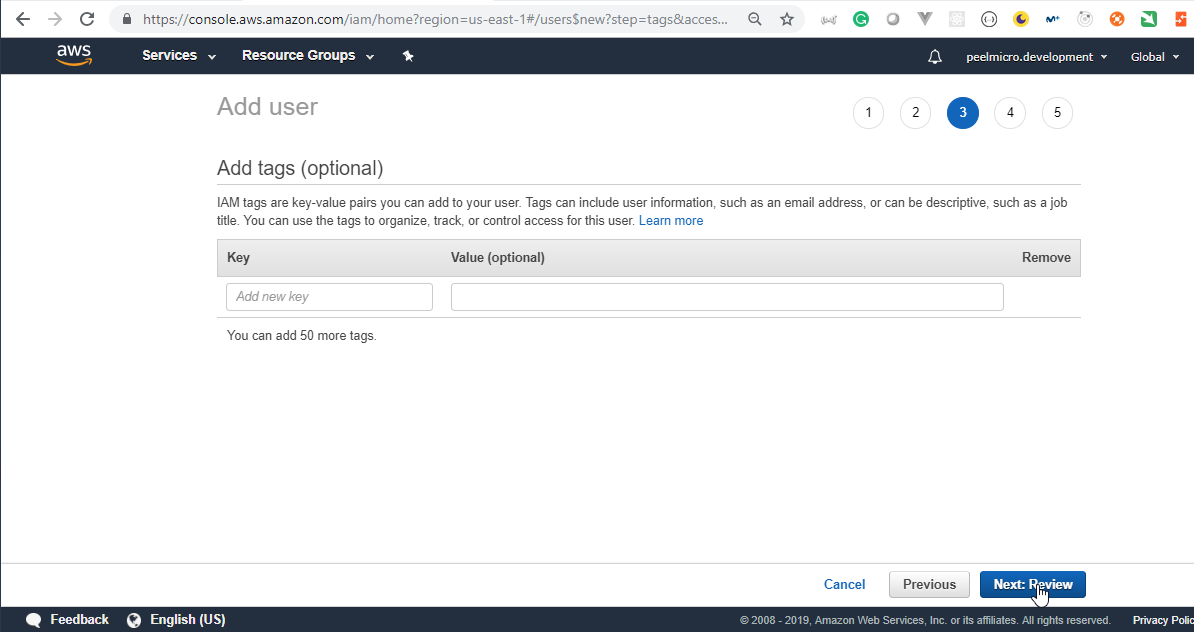 https://console.aws.amazon.com/iam/home?region=us-east-1#/users$new?step=tags&acces...
aws Services Resource Groups peelmicro.development Global
Add user 1 2 3 4 5
Add tags (optional)
IAM tags are key-value pairs you can add to your user. Tags can include user information, such as an email address, or can be descriptive, such as a job
title. You can use the tags to organize, track, or control access for this user. Learn more
Key Value (optional) Remove
Add new key
You can add 50 more tags.
Cancel Previous Next: Review
Feedback English (US) © 2008 - 2019, Amazon Web Services, Inc. or its affiliates. All rights reserved. Privacy Polic